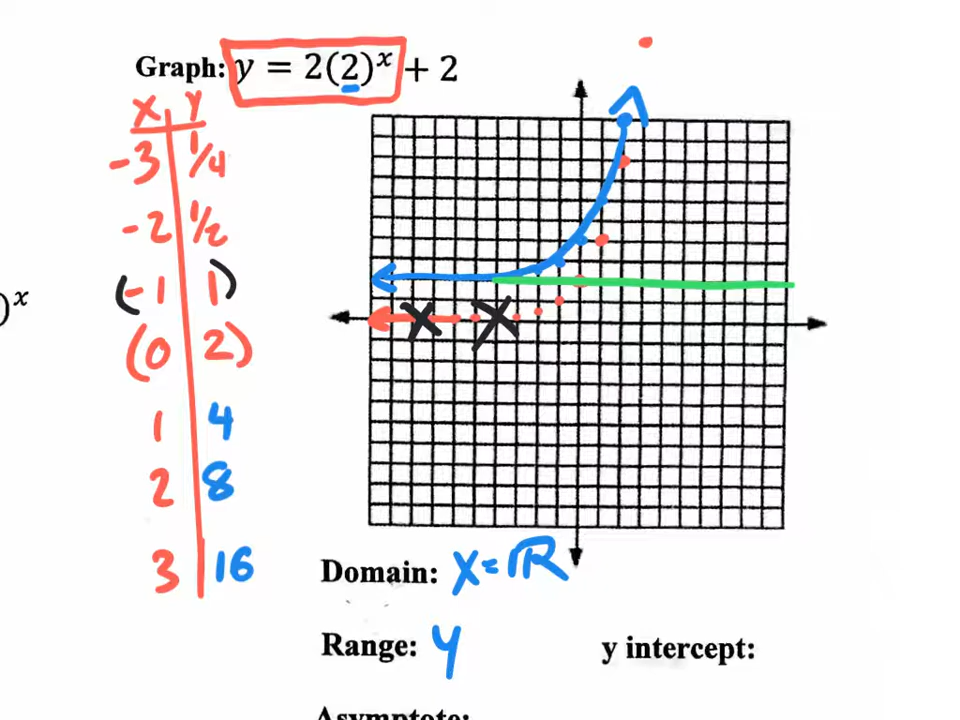 Graph: y = 2(2)^x + 2
X Y
-3 1/4
-2 1/2
(-1 1)
)^x
(0 2)
1 4
2 8
3 16
Domain: X=ℝ
Range: y
y intercept:
Asymptote: